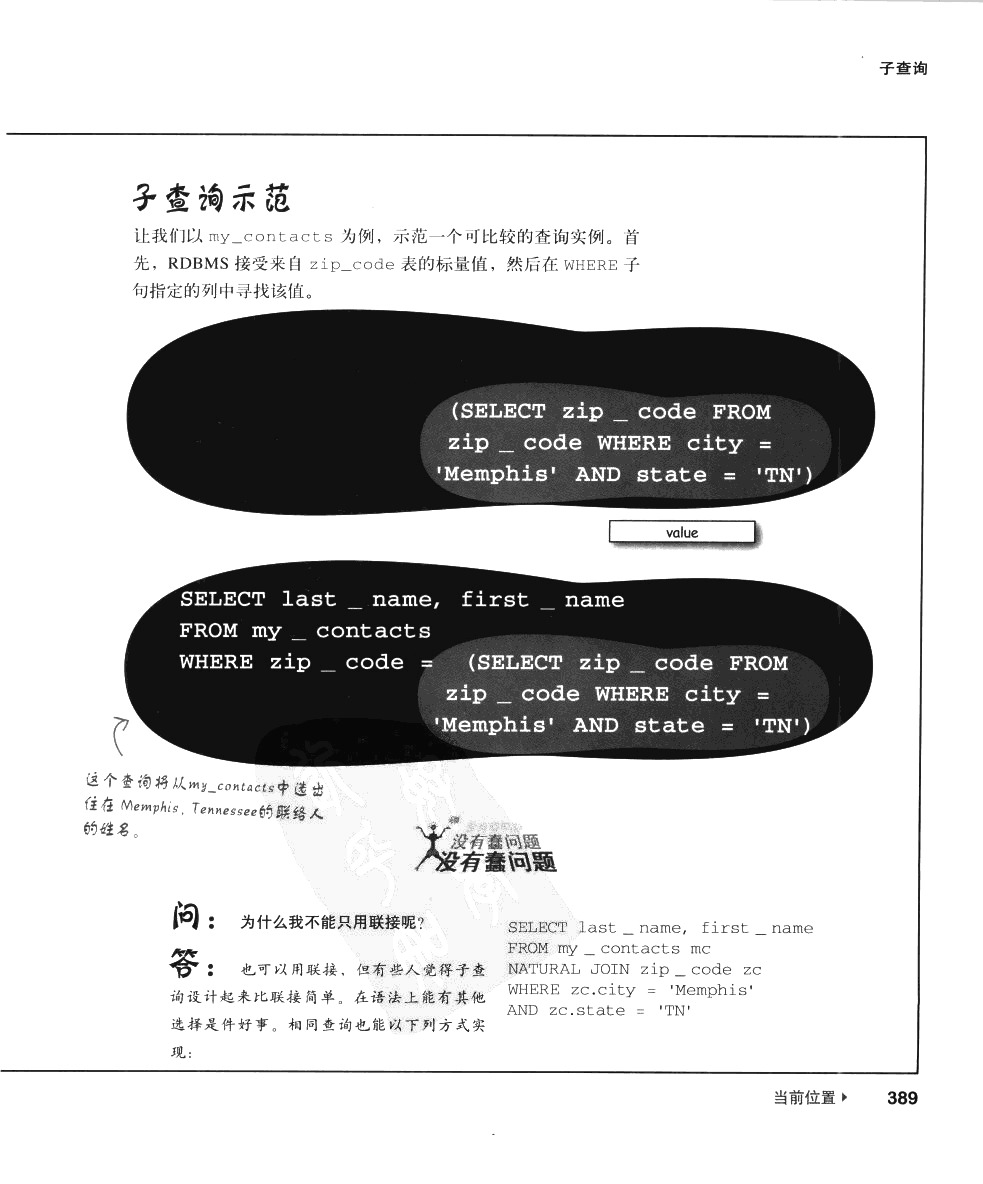 子查询
子查询示范
让我们以 my_contacts 为例，示范一个可比较的查询实例。首
先，RDBMS 接受来自 zip_code 表的标量值，然后在 WHERE 子
句指定的列中寻找该值。
(SELECT zip _ code FROM
zip _ code WHERE city =
'Memphis' AND state = 'TN')
value
SELECT last _ name, first _ name
FROM my _ contacts
WHERE zip _ code = (SELECT zip _ code FROM
zip _ code WHERE city =
'Memphis' AND state = 'TN')
这个查询将从my_contacts中选出
住在 Memphis, Tennessee的联络人
的姓名。
没有蠢问题
没有蠢问题
问： 为什么我不能只用联接呢？
答： 也可以用联接，但有些人觉得子查
询设计起来比联接简单。在语法上能有其他
选择是件好事。相同查询也能以下列方式实
现：
SELECT last _ name, first _ name
FROM my _ contacts mc
NATURAL JOIN zip _ code zc
WHERE zc.city = 'Memphis'
AND zc.state = 'TN'
当前位置 389